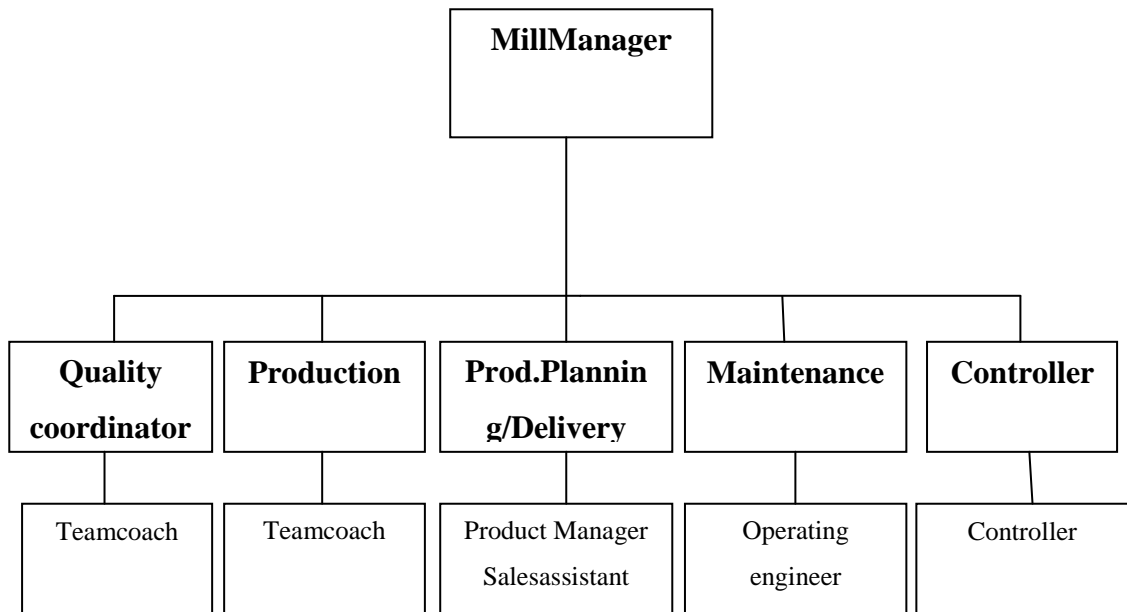 MillManager
Quality
coordinator
Production
Prod.Plannin
g/Delivery
Maintenance
Controller
Teamcoach
Teamcoach
Product Manager
Salesassistant
Operating
engineer
Controller